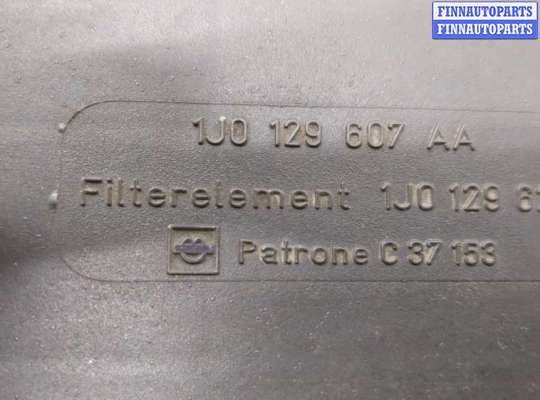 FINNAUTOPARTS
FINNAUTOPARTS
1J0 129 607 AA
Filterelement 1J0 129
Patrone C 37 153